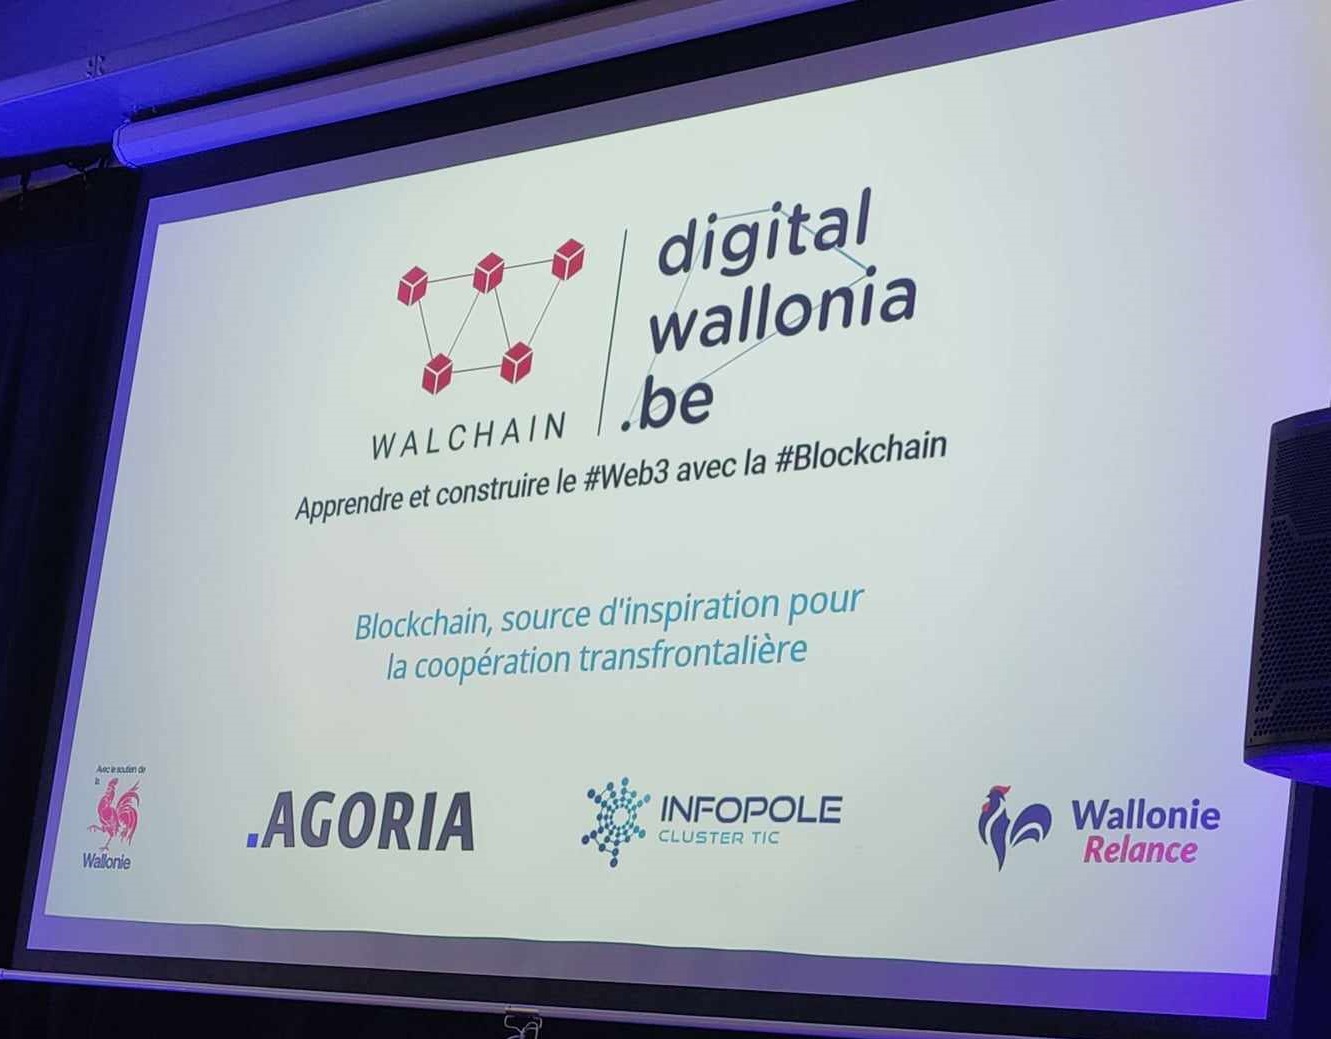 digital
wallonia
.be
WALCHAIN
Apprendre et construire le #Web3 avec la #Blockchain
Blockchain, source d'inspiration pour
la coopération transfrontalière
Avec le soutien de
la
Wallonie
.AGORIA
INFOPOLE
CLUSTER TIC
Wallonie
Relance